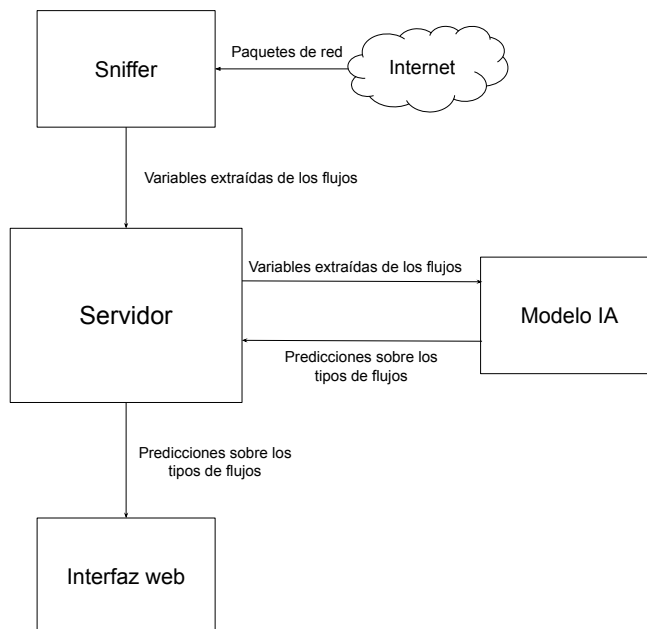 Paquetes de red
Sniffer
Internet
Variables extraídas de los flujos
Variables extraídas de los flujos
Servidor
Modelo IA
Predicciones sobre los
tipos de flujos
Predicciones sobre los
tipos de flujos
Interfaz web